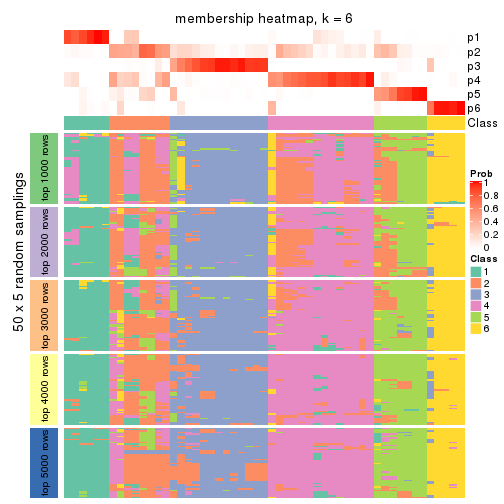 membership heatmap, k = 6
p1
p2
p3
p4
p5
p6
Class
50 x 5 random samplings
top 1000 rows
top 2000 rows
top 3000 rows
top 4000 rows
top 5000 rows
Prob
1
0.8
0.6
0.4
0.2
0
Class
1
2
3
4
5
6